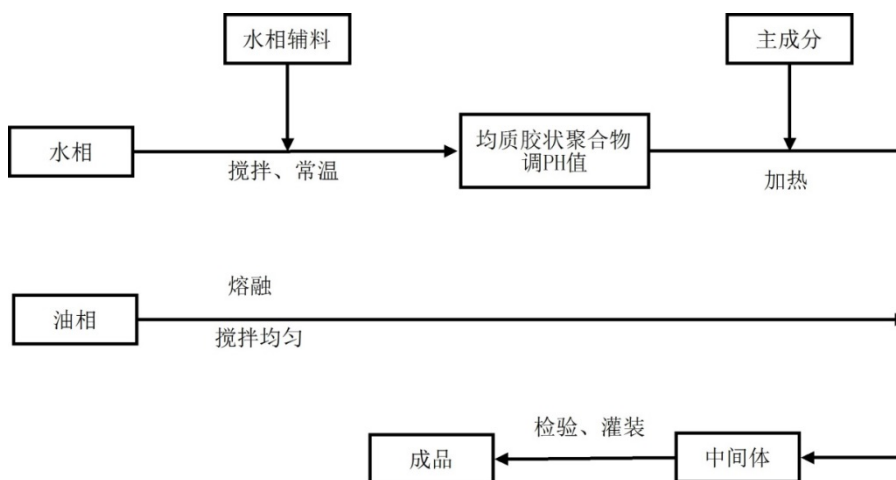 水相辅料
主成分
水相
搅拌、常温
均质胶状聚合物
调PH值
加热
熔融
油相
搅拌均匀
检验、灌装
成品
中间体